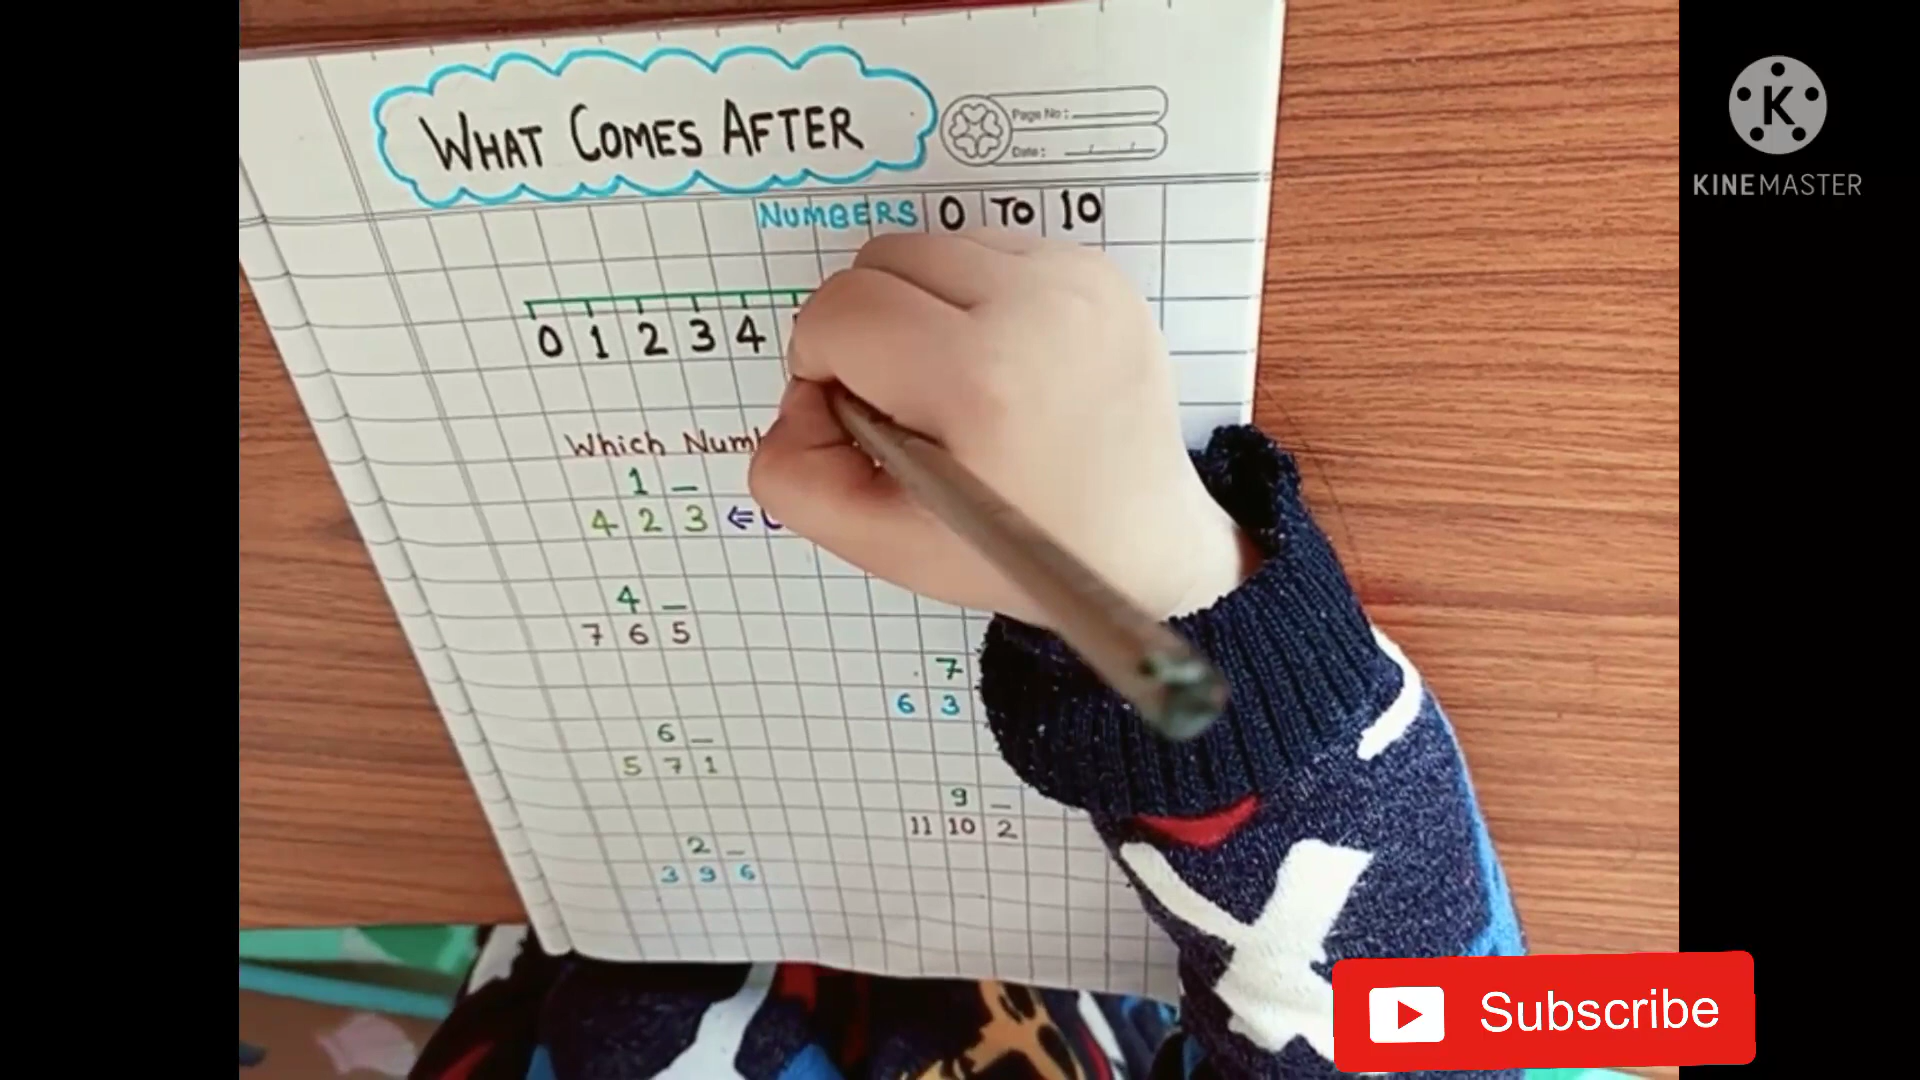 WHAT COMES AFTER
Page No:
Date:
NUMBERS 0 TO 10
0 1 2 3 4
Which
1 _
4 2 3 ⇐
4 _
7 6 5
7
6 3
6 _
5 7 1
9 _
11 10 2
2 _
3 9 6
K
KINEMASTER
Subscribe